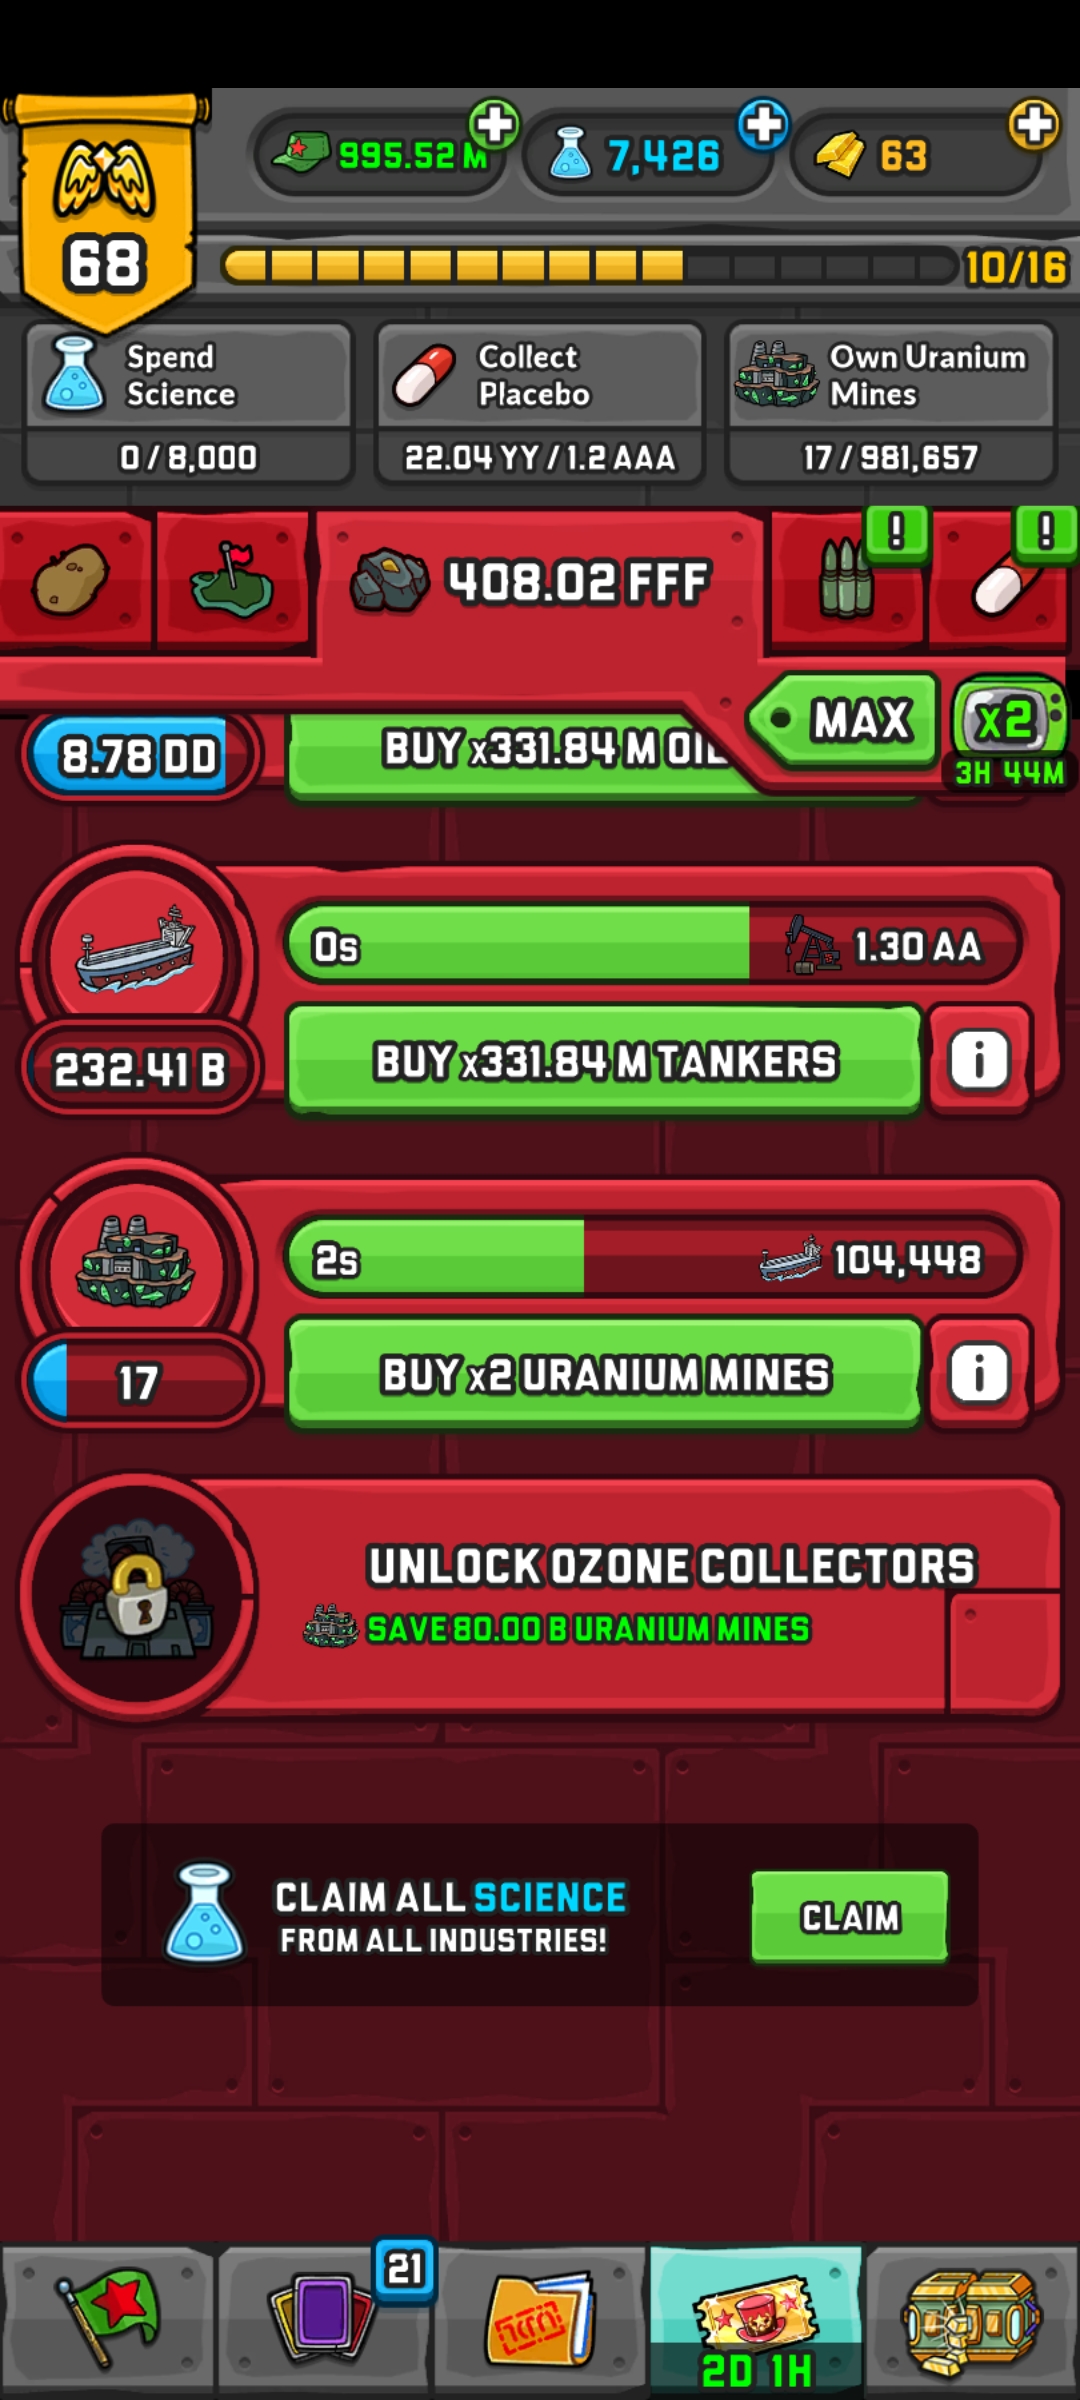 995.52 M
7,426
63
68
10/16
Spend
Science
0 / 8,000
Collect
Placebo
22.04 YY / 1.2 AAA
Own Uranium
Mines
17 / 981,657
408.02 FFF
!
!
MAX
x2
3H 44M
8.78 DD
BUY x331.84 M OIL
0s
1.30 AA
232.41 B
BUY x331.84 M TANKERS
i
2s
104,448
17
BUY x2 URANIUM MINES
i
UNLOCK OZONE COLLECTORS
SAVE 80.00 B URANIUM MINES
CLAIM ALL SCIENCE
FROM ALL INDUSTRIES!
CLAIM
21
2D 1H